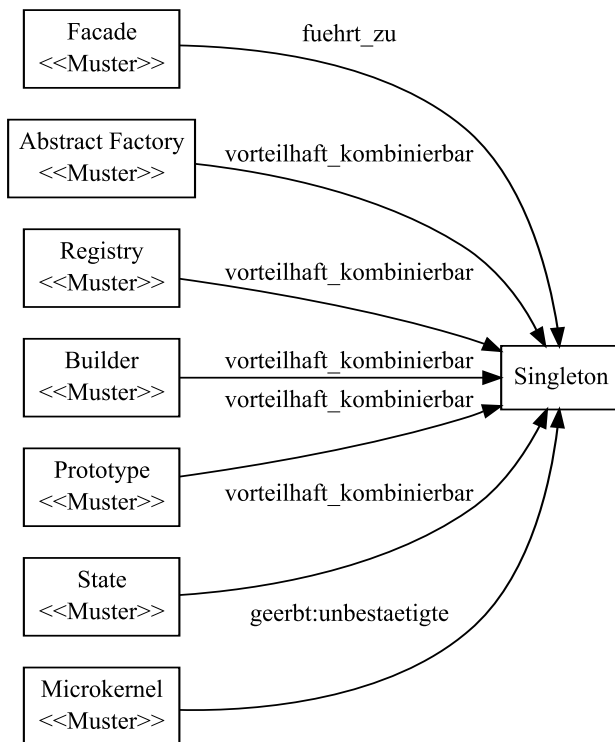 Facade
<<Muster>>
fuehrt_zu
Abstract Factory
<<Muster>>
vorteilhaft_kombinierbar
Registry
<<Muster>>
vorteilhaft_kombinierbar
Builder
<<Muster>>
vorteilhaft_kombinierbar
Singleton
vorteilhaft_kombinierbar
Prototype
<<Muster>>
vorteilhaft_kombinierbar
State
<<Muster>>
geerbt:unbestaetigte
Microkernel
<<Muster>>